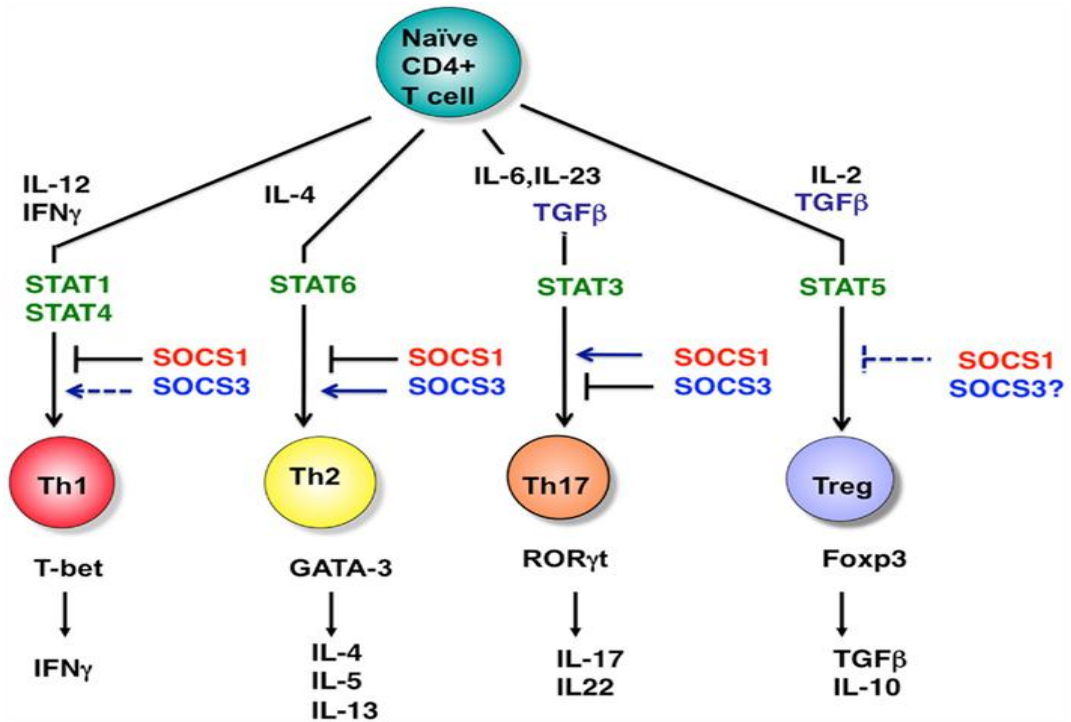 Naïve
CD4+
T cell
IL-12
IFNγ
IL-4
IL-6,IL-23
TGFβ
IL-2
TGFβ
STAT1
STAT4
STAT6
STAT3
STAT5
SOCS1
SOCS3
SOCS1
SOCS3
SOCS1
SOCS3
SOCS1
SOCS3?
Th1
Th2
Th17
Treg
T-bet
GATA-3
RORγt
Foxp3
IFNγ
IL-4
IL-5
IL-13
IL-17
IL22
TGFβ
IL-10